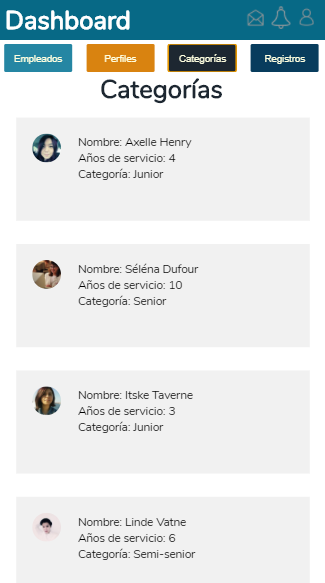 Dashboard
Empleados Perfiles Categorías Registros
Categorías
Nombre: Axelle Henry
Años de servicio: 4
Categoría: Junior
Nombre: Séléna Dufour
Años de servicio: 10
Categoría: Senior
Nombre: Itske Taverne
Años de servicio: 3
Categoría: Junior
Nombre: Linde Vatne
Años de servicio: 6
Categoría: Semi-senior